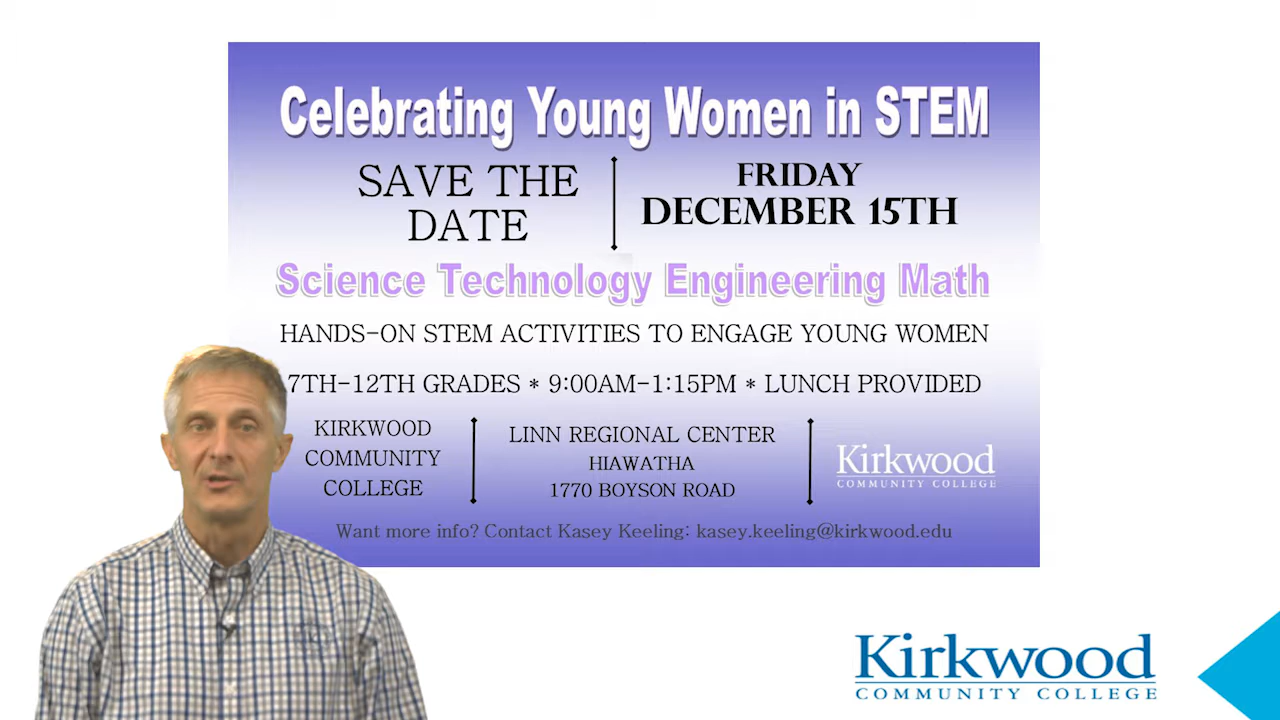 Celebrating Young Women in STEM
SAVE THE
DATE
FRIDAY
DECEMBER 15TH
Science Technology Engineering Math
HANDS-ON STEM ACTIVITIES TO ENGAGE YOUNG WOMEN
7TH-12TH GRADES * 9:00AM-1:15PM * LUNCH PROVIDED
KIRKWOOD
COMMUNITY
COLLEGE
LINN REGIONAL CENTER
HIAWATHA
1770 BOYSON ROAD
Kirkwood
COMMUNITY COLLEGE
Want more info? Contact Kasey Keeling: kasey.keeling@kirkwood.edu
Kirkwood
COMMUNITY COLLEGE